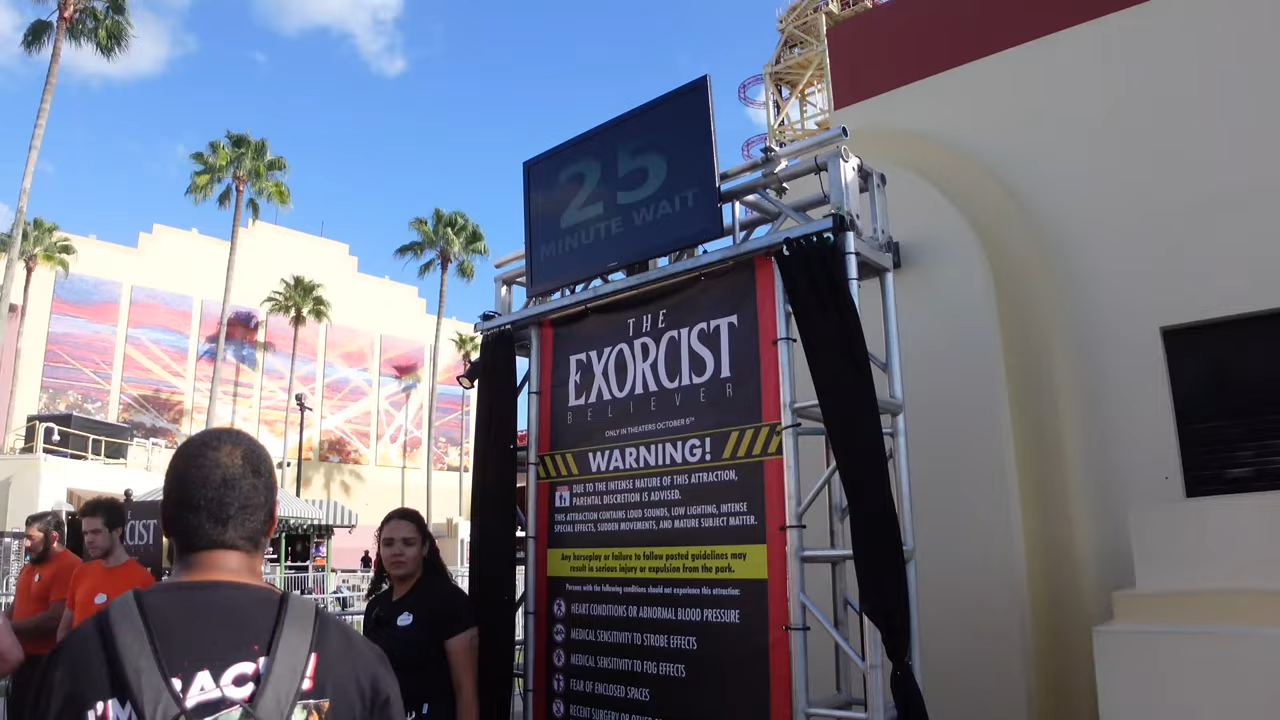 25
MINUTE WAIT
THE
EXORCIST
BELIEVER
ONLY IN THEATERS OCTOBER 6TH
WARNING!
DUE TO THE INTENSE NATURE OF THIS ATTRACTION,
PARENTAL DISCRETION IS ADVISED.
THIS ATTRACTION CONTAINS LOUD SOUNDS, LOW LIGHTING, INTENSE
SPECIAL EFFECTS, SUDDEN MOVEMENTS, AND MATURE SUBJECT MATTER.
Any horseplay or failure to follow posted guidelines may
result in serious injury or expulsion from the park.
Persons with the following conditions should not experience this attraction:
HEART CONDITIONS OR ABNORMAL BLOOD PRESSURE
MEDICAL SENSITIVITY TO STROBE EFFECTS
MEDICAL SENSITIVITY TO FOG EFFECTS
FEAR OF ENCLOSED SPACES
RECENT SURGERY OR OTHER
CIST
I'M BACK!